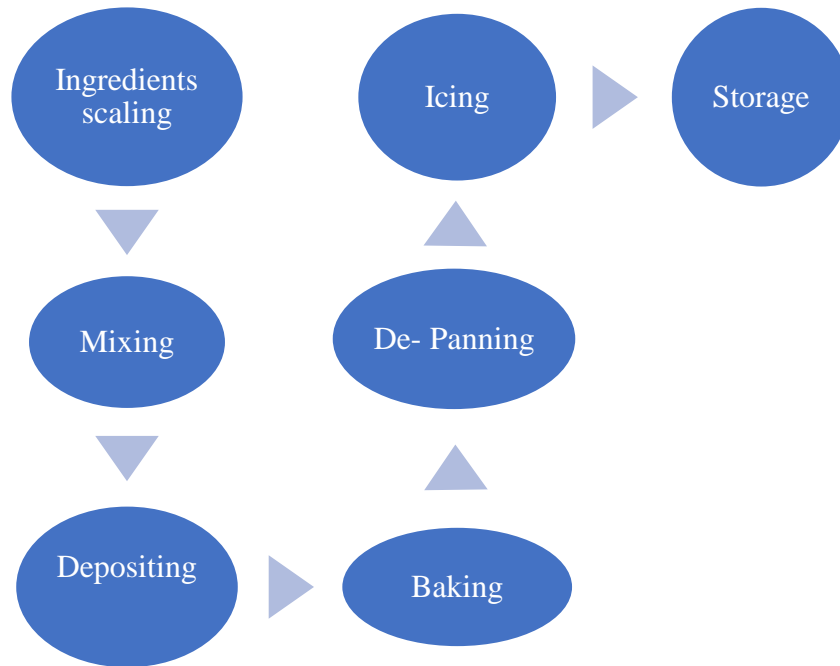 Ingredients
scaling
Mixing
Depositing
Baking
De- Panning
Icing
Storage